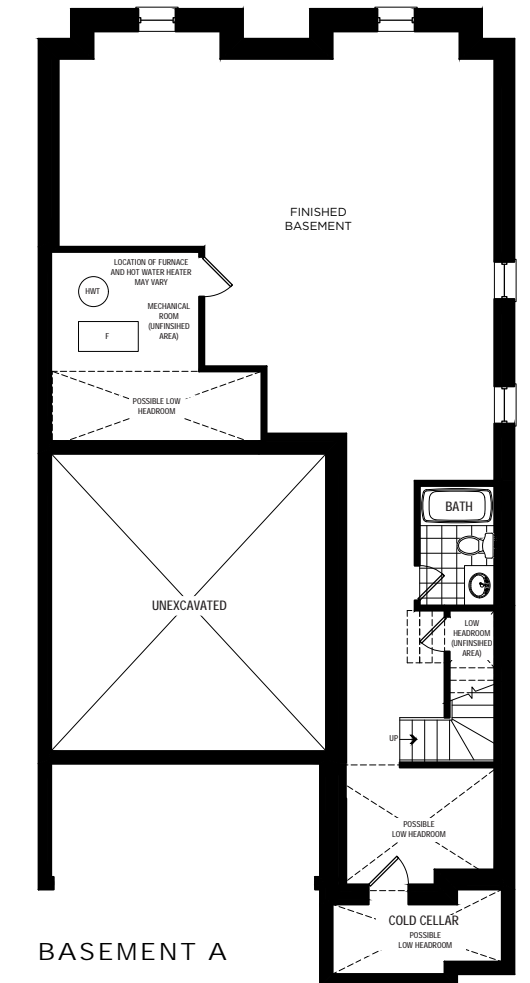 FINISHED
BASEMENT
LOCATION OF FURNACE
AND HOT WATER HEATER
MAY VARY
HWT
MECHANICAL
ROOM
(UNFINSIHED
AREA)
F
POSSIBLE LOW
HEADROOM
BATH
UNEXCAVATED
LOW
HEADROOM
(UNFINSIHED
AREA)
UP
POSSIBLE
LOW HEADROOM
COLD CELLAR
POSSIBLE
LOW HEADROOM
BASEMENT A